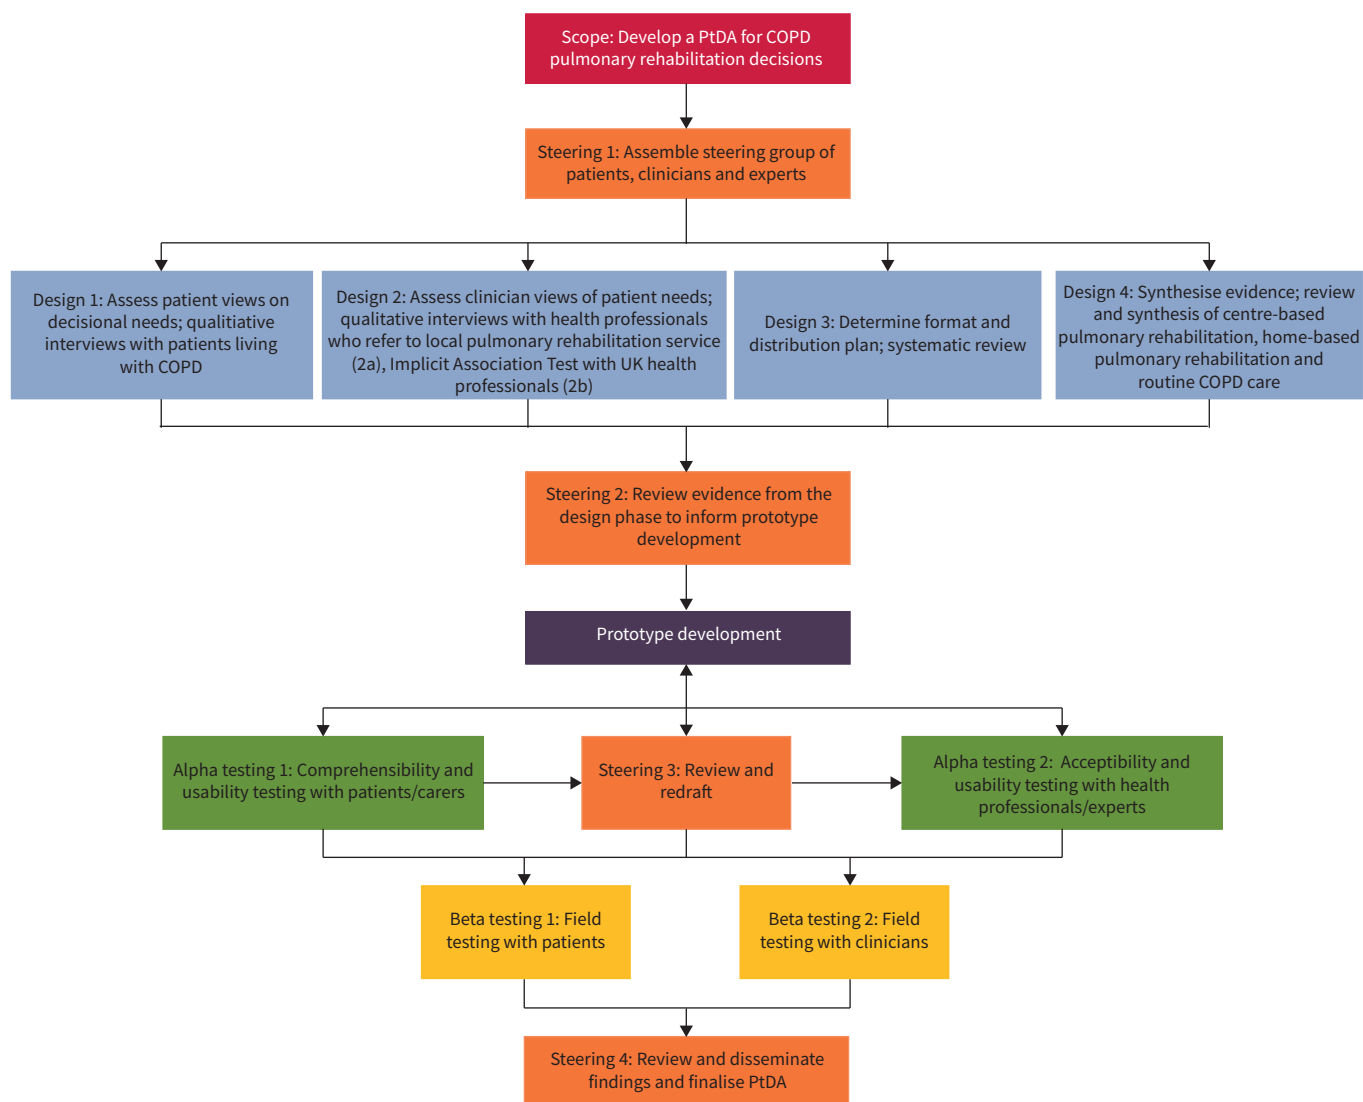 Scope: Develop a PtDA for COPD
pulmonary rehabilitation decisions
Steering 1: Assemble steering group of
patients, clinicians and experts
Design 1: Assess patient views on
decisional needs; qualitiative
interviews with patients living
with COPD
Design 2: Assess clinician views of patient needs;
qualitative interviews with health professionals
who refer to local pulmonary rehabilitation service
(2a), Implicit Association Test with UK health
professionals (2b)
Design 3: Determine format and
distribution plan; systematic review
Design 4: Synthesise evidence; review
and synthesis of centre-based
pulmonary rehabilitation, home-based
pulmonary rehabilitation and
routine COPD care
Steering 2: Review evidence from the
design phase to inform prototype
development
Prototype development
Alpha testing 1: Comprehensibility and
usability testing with patients/carers
Steering 3: Review and
redraft
Alpha testing 2: Acceptibility and
usability testing with health
professionals/experts
Beta testing 1: Field
testing with patients
Beta testing 2: Field
testing with clinicians
Steering 4: Review and disseminate
findings and finalise PtDA